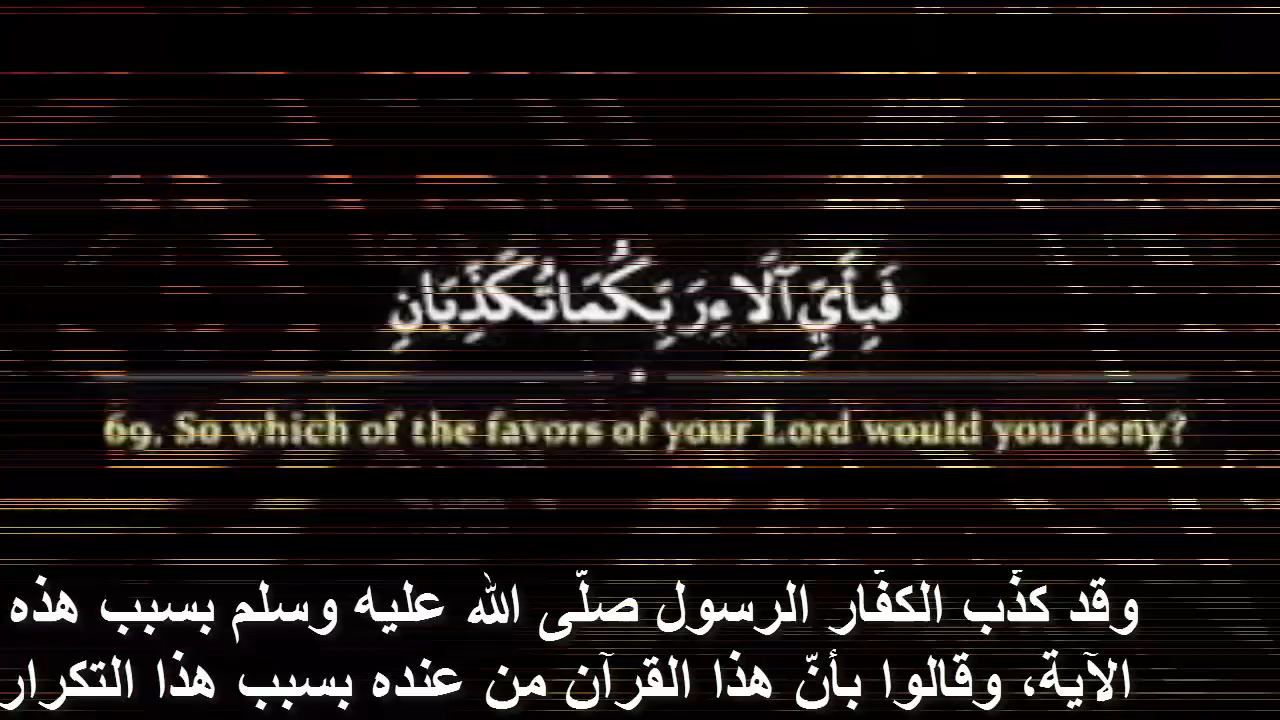 فَبِأَيِّ آلَاءِ رَبِّكُمَا تُكَذِّبَانِ
69. So which of the favors of your Lord would you deny?
وقد كذّب الكفّار الرسول صلّى الله عليه وسلم بسبب هذه
الآية، وقالوا بأنّ هذا القرآن من عنده بسبب هذا التكرار